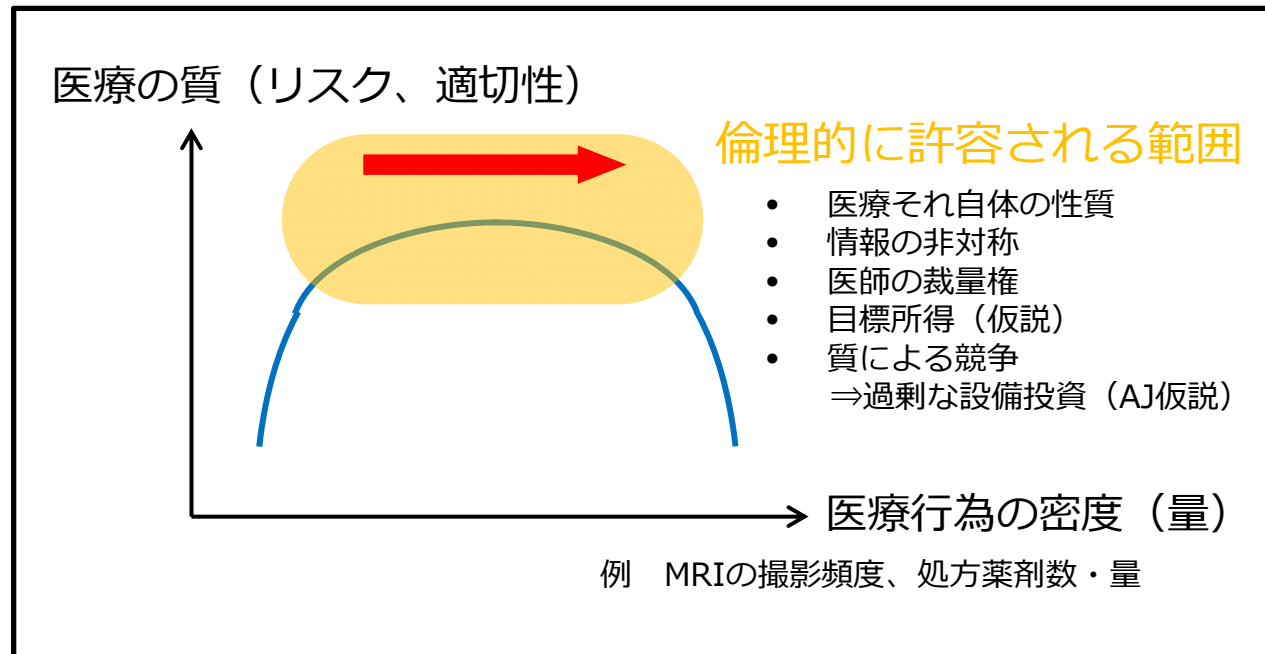 医療の質（リスク、適切性）
倫理的に許容される範囲
• 医療それ自体の性質
• 情報の非対称
• 医師の裁量権
• 目標所得（仮説）
• 質による競争
⇒過剰な設備投資（AJ仮説）
医療行為の密度（量）
例　MRIの撮影頻度、処方薬剤数・量